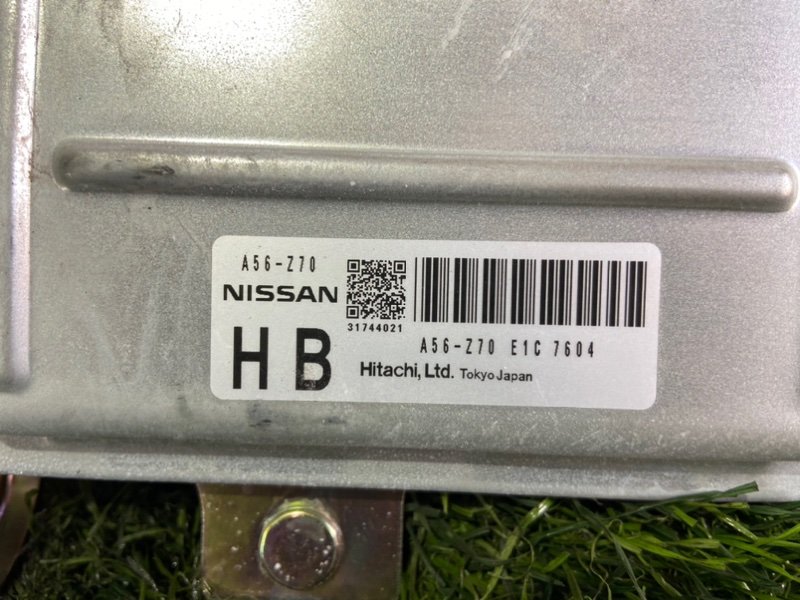 A56-Z70
NISSAN
31744021
A56-Z70 E1C 7604
HB
Hitachi, Ltd. Tokyo Japan